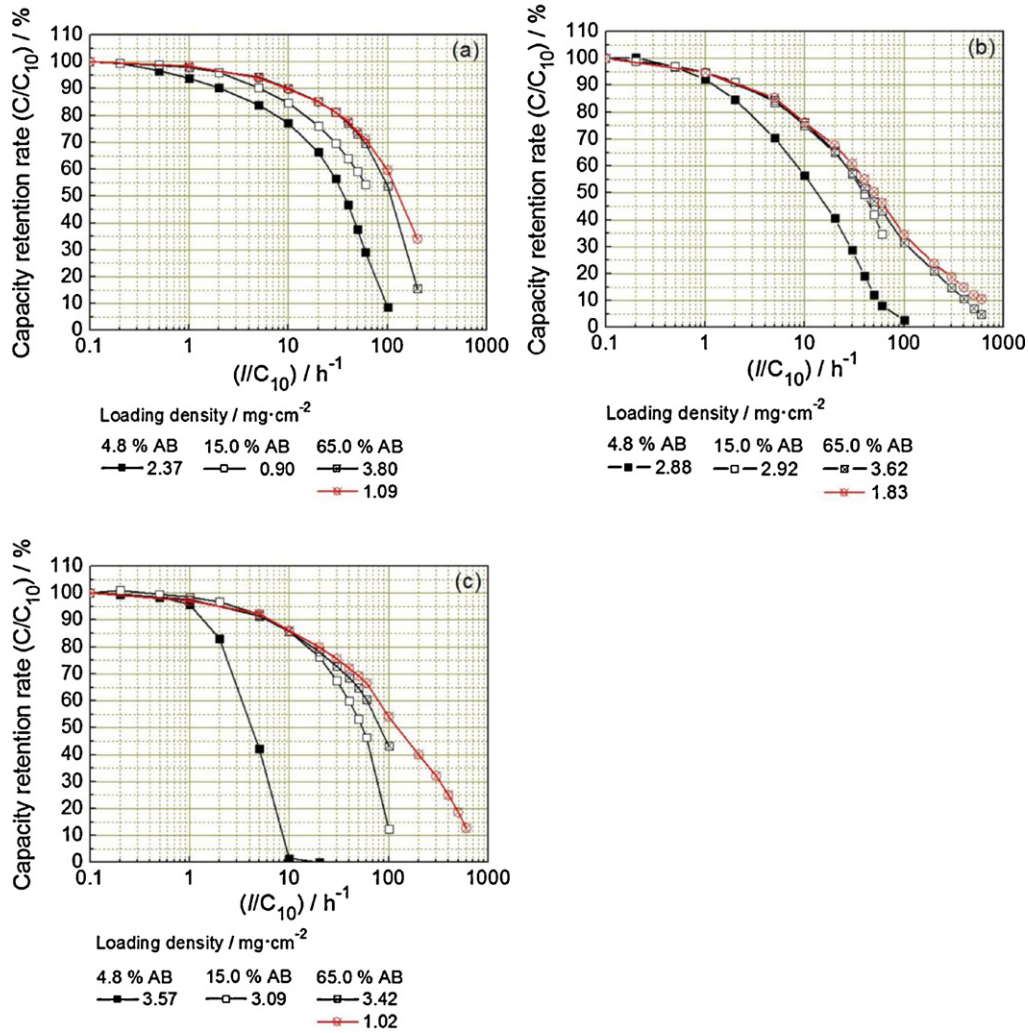 (a)
Capacity retention rate (C/C10) / %
110
100
90
80
70
60
50
40
30
20
10
0
0.1 1 10 100 1000
(I/C10) / h-1
Loading density / mg·cm-2
4.8 % AB 15.0 % AB 65.0 % AB
2.37 0.90 3.80
1.09
(b)
Capacity retention rate (C/C10) / %
110
100
90
80
70
60
50
40
30
20
10
0
0.1 1 10 100 1000
(I/C10) / h-1
Loading density / mg·cm-2
4.8 % AB 15.0 % AB 65.0 % AB
2.88 2.92 3.62
1.83
(c)
Capacity retention rate (C/C10) / %
110
100
90
80
70
60
50
40
30
20
10
0
0.1 1 10 100 1000
(I/C10) / h-1
Loading density / mg·cm-2
4.8 % AB 15.0 % AB 65.0 % AB
3.57 3.09 3.42
1.02